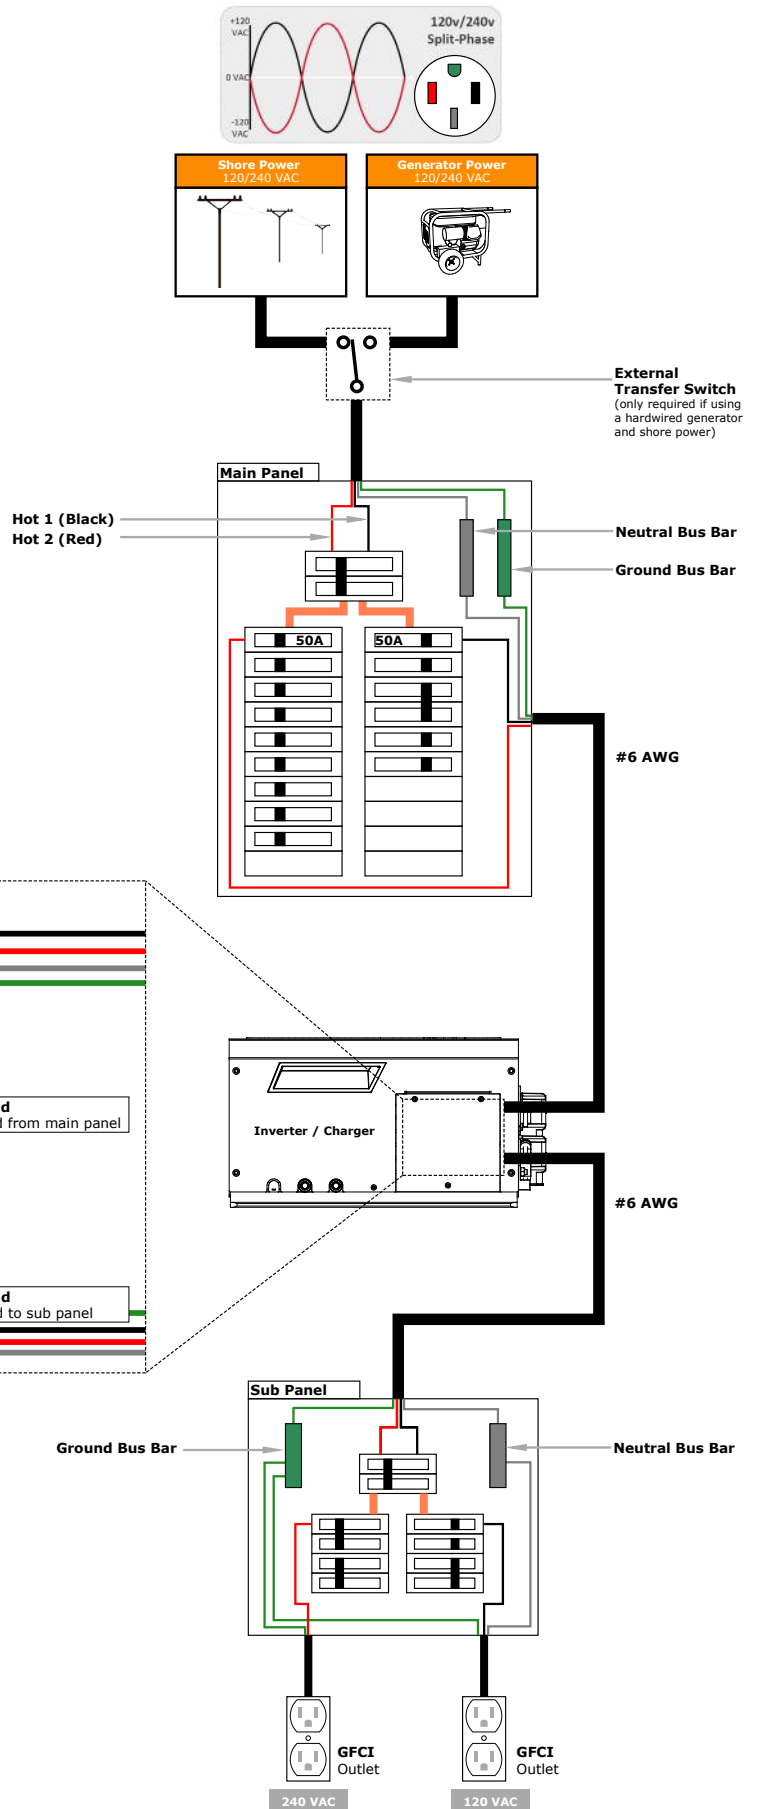 +120
VAC
0 VAC
-120
VAC
120v/240v
Split-Phase
Shore Power
120/240 VAC
Generator Power
120/240 VAC
External
Transfer Switch
(only required if using
a hardwired generator
and shore power)
Main Panel
Hot 1 (Black)
Hot 2 (Red)
Neutral Bus Bar
Ground Bus Bar
50A
50A
#6 AWG
d
d from main panel
Inverter / Charger
#6 AWG
d
d to sub panel
Sub Panel
Ground Bus Bar
Neutral Bus Bar
GFCI
Outlet
GFCI
Outlet
240 VAC
120 VAC